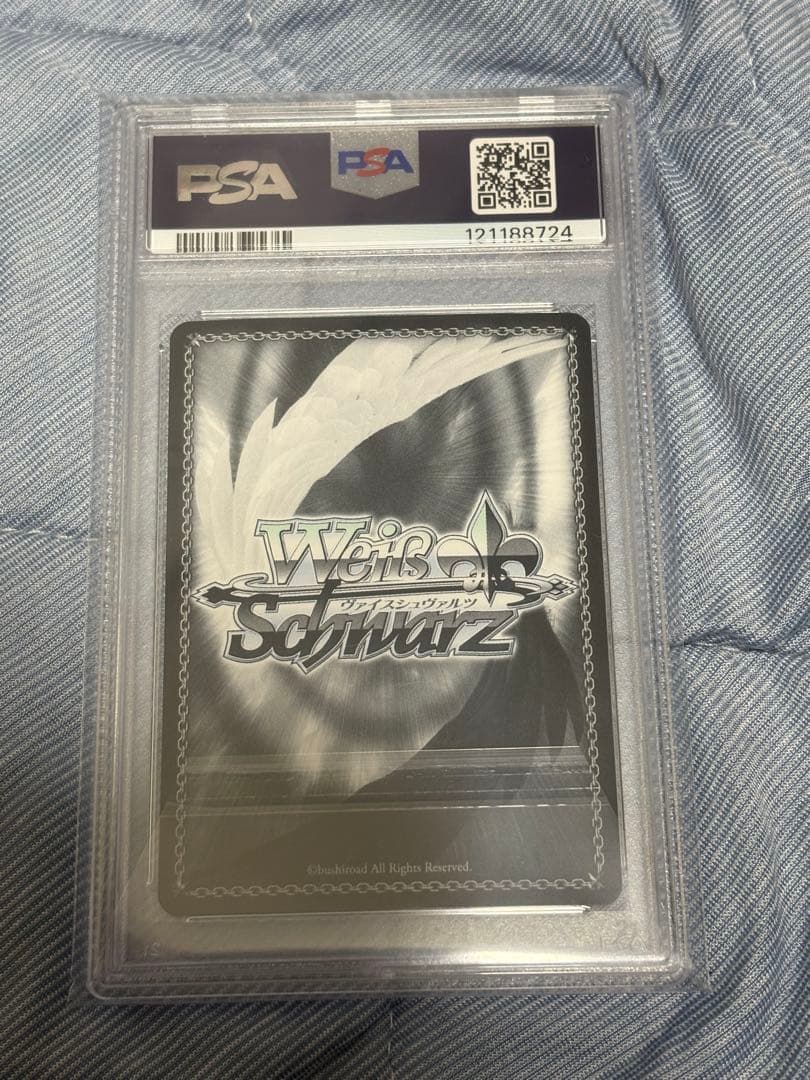 PSA
PSA
121188724
Weiß
ヴァイスシュヴァルツ
Schwarz
©bushiroad All Rights Reserved.